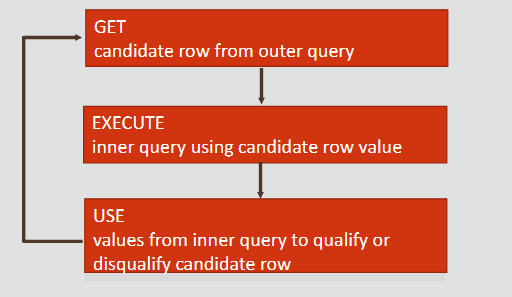 GET
candidate row from outer query
EXECUTE
inner query using candidate row value
USE
values from inner query to qualify or
disqualify candidate row